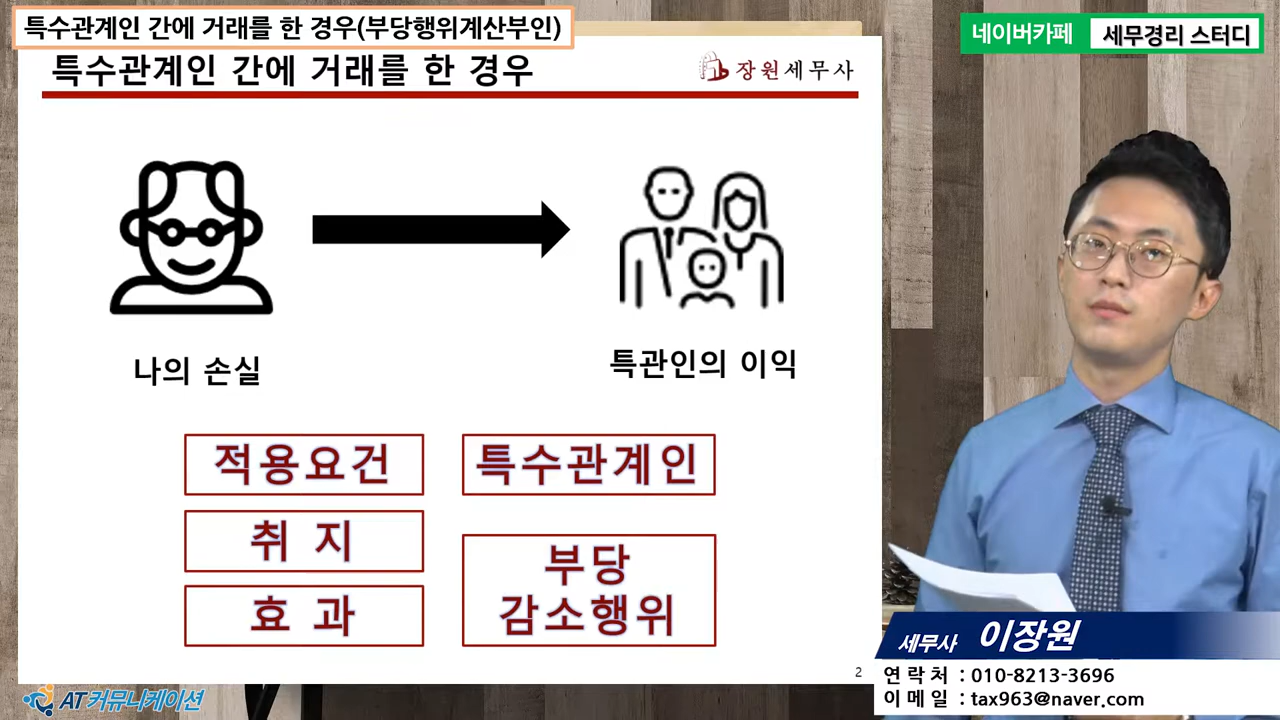 특수관계인 간에 거래를 한 경우(부당행위계산부인)
네이버카페 세무경리 스터디
특수관계인 간에 거래를 한 경우
장원세무사
나의 손실
특관인의 이익
적용요건
특수관계인
취 지
부당
감소행위
효 과
세무사 이장원
연 락 처 : 010-8213-3696
이 메 일 : tax963@naver.com
2
AT커뮤니케이션